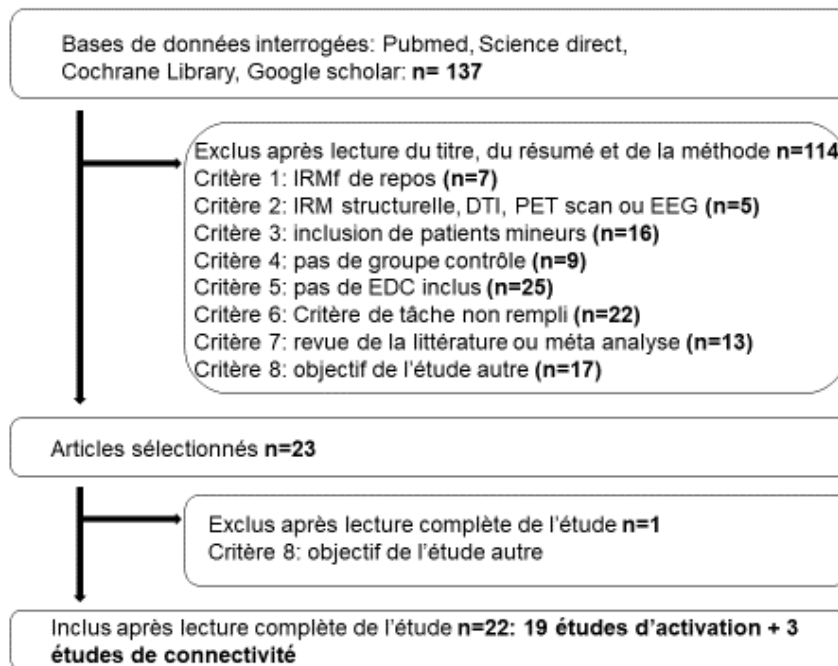 Bases de données interrogées: Pubmed, Science direct,
Cochrane Library, Google scholar: n= 137
Exclus après lecture du titre, du résumé et de la méthode n=114
Critère 1: IRMf de repos (n=7)
Critère 2: IRM structurelle, DTI, PET scan ou EEG (n=5)
Critère 3: inclusion de patients mineurs (n=16)
Critère 4: pas de groupe contrôle (n=9)
Critère 5: pas de EDC inclus (n=25)
Critère 6: Critère de tâche non rempli (n=22)
Critère 7: revue de la littérature ou méta analyse (n=13)
Critère 8: objectif de l'étude autre (n=17)
Articles sélectionnés n=23
Exclus après lecture complète de l'étude n=1
Critère 8: objectif de l'étude autre
Inclus après lecture complète de l'étude n=22: 19 études d'activation + 3
études de connectivité